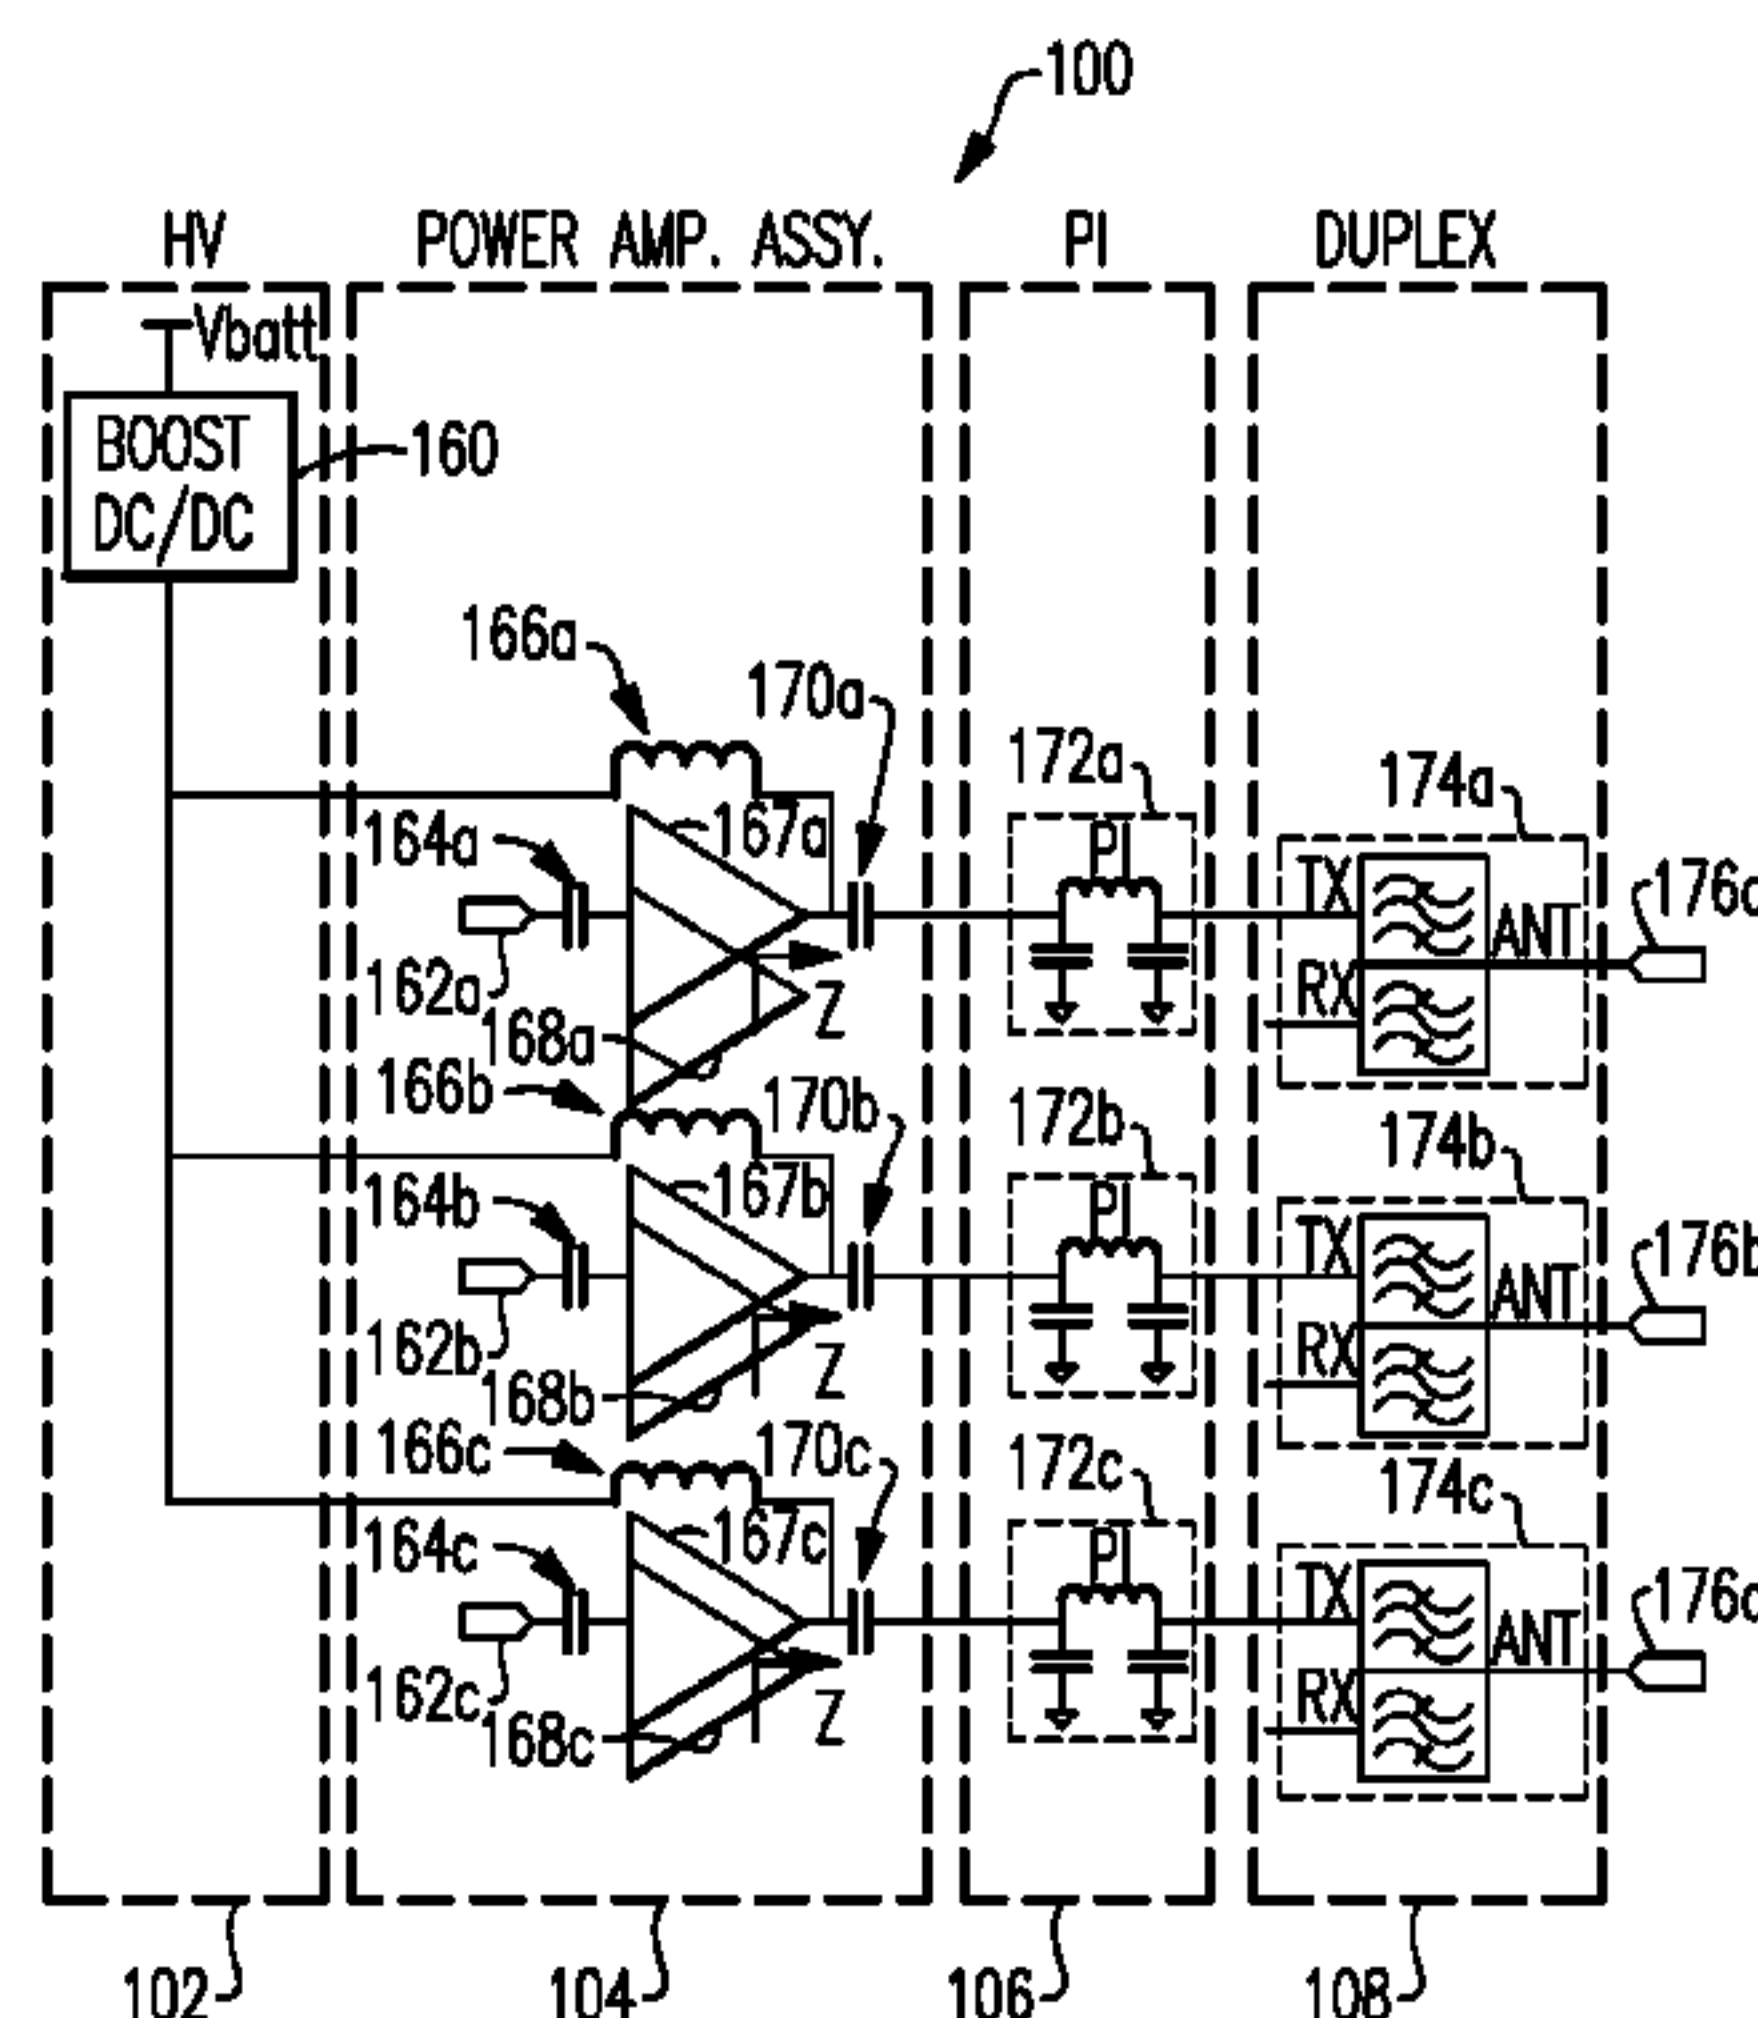 100
HV
POWER AMP. ASSY.
PI
DUPLEX
Vbatt
BOOST
DC/DC
160
166a
170a
172a
174a
164a
167a
PI
TX
176a
ANT
162a
RX
168a
Z
166b
170b
172b
174b
164b
167b
PI
TX
176b
ANT
162b
RX
168b
Z
166c
170c
172c
174c
164c
167c
PI
TX
ANT
162c
RX
168c
Z
102
104
106
108